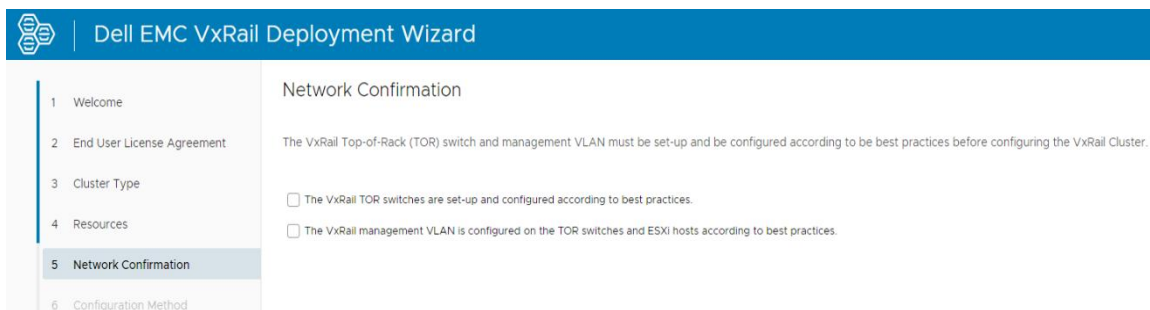 Dell EMC VxRail Deployment Wizard
1 Welcome
2 End User License Agreement
3 Cluster Type
4 Resources
5 Network Confirmation
6 Configuration Method
Network Confirmation
The VxRail Top-of-Rack (TOR) switch and management VLAN must be set-up and be configured according to be best practices before configuring the VxRail Cluster.
The VxRail TOR switches are set-up and configured according to best practices.
The VxRail management VLAN is configured on the TOR switches and ESXi hosts according to best practices.